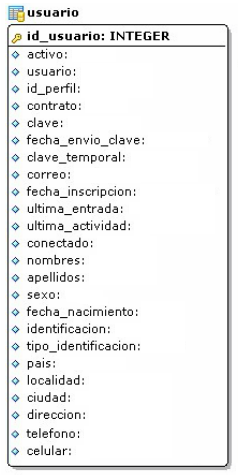 usuario
id_usuario: INTEGER
activo:
usuario:
id_perfil:
contrato:
clave:
fecha_envio_clave:
clave_temporal:
correo:
fecha_inscripcion:
ultima_entrada:
ultima_actividad:
conectado:
nombres:
apellidos:
sexo:
fecha_nacimiento:
identificacion:
tipo_identificacion:
pais:
localidad:
ciudad:
direccion:
telefono:
celular: